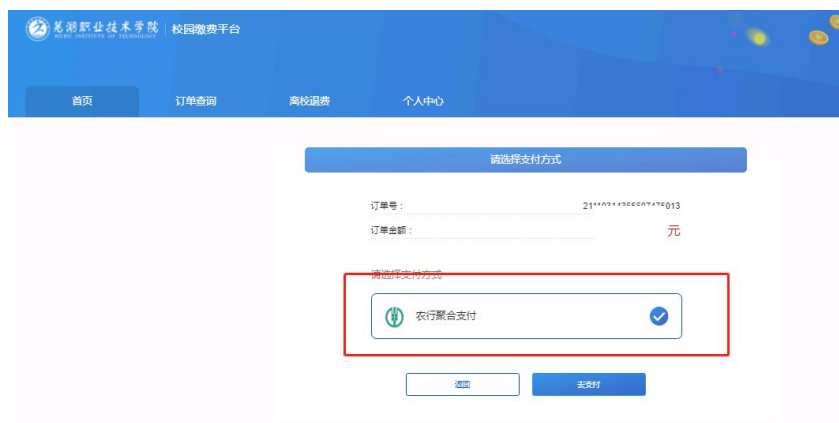 芜湖职业技术学院 校园缴费平台
WUHU INSTITUTE OF TECHNOLOGY
首页 订单查询 离校退费 个人中心
请选择支付方式
订单号：
订单金额： 元
请选择支付方式
农行聚合支付
返回 去支付